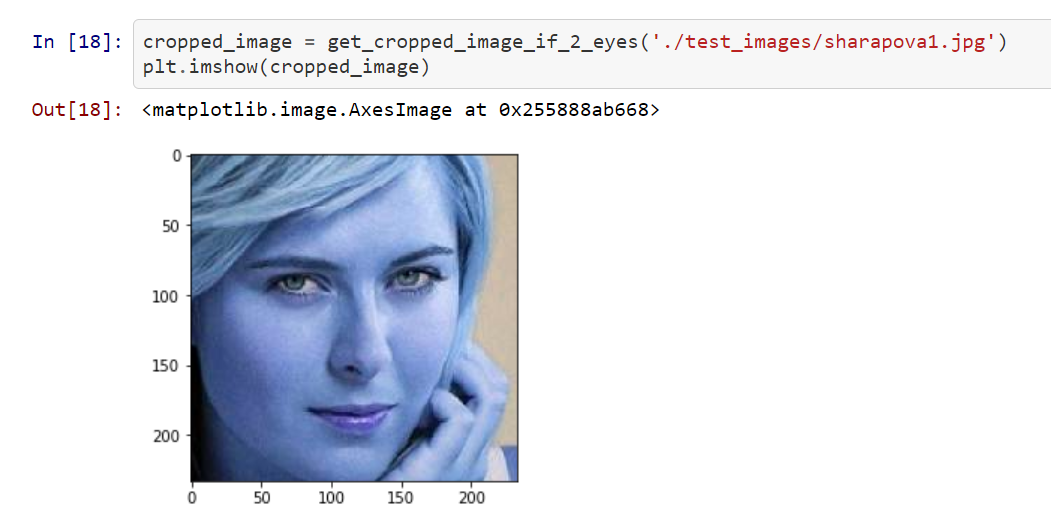 In [18]: cropped_image = get_cropped_image_if_2_eyes('./test_images/sharapova1.jpg')
plt.imshow(cropped_image)
Out[18]: <matplotlib.image.AxesImage at 0x255888ab668>
0
50
100
150
200
0 50 100 150 200